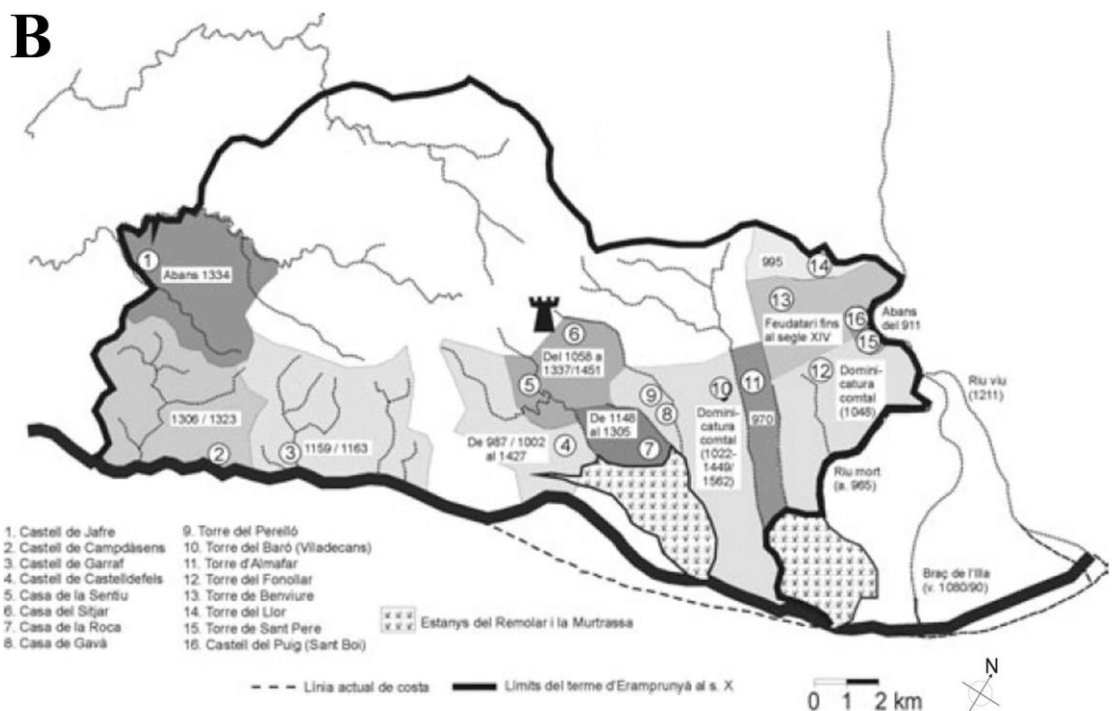 B
1
Abans 1334
1306 / 1323
2
3
1159 / 1163
6
Del 1058 a
1337/1451
5
9
8
De 1148
al 1305
7
De 987 / 1002
al 1427
4
10
Domini-
catura
comtal
(1022-
1449/
1562)
11
970
995
14
13
Feudatari fins
al segle XIV
16
15
Abans
del 911
12
Domini-
catura
comtal
(1048)
Riu viu
(1211)
Riu mort
(a. 965)
Braç de l'Illa
(v. 1080/90)
1. Castell de Jafre
2. Castell de Campdàsens
3. Castell de Garraf
4. Castell de Castelldefels
5. Casa de la Sentiu
6. Casa del Sitjar
7. Casa de la Roca
8. Casa de Gavà
9. Torre del Perelló
10. Torre del Baró (Viladecans)
11. Torre d'Almafar
12. Torre del Fonollar
13. Torre de Benviure
14. Torre del Llor
15. Torre de Sant Pere
16. Castell del Puig (Sant Boi)
Estanys del Remolar i la Murtrassa
Línia actual de costa
Límits del terme d'Eramprunyà al s. X
0 1 2 km
N